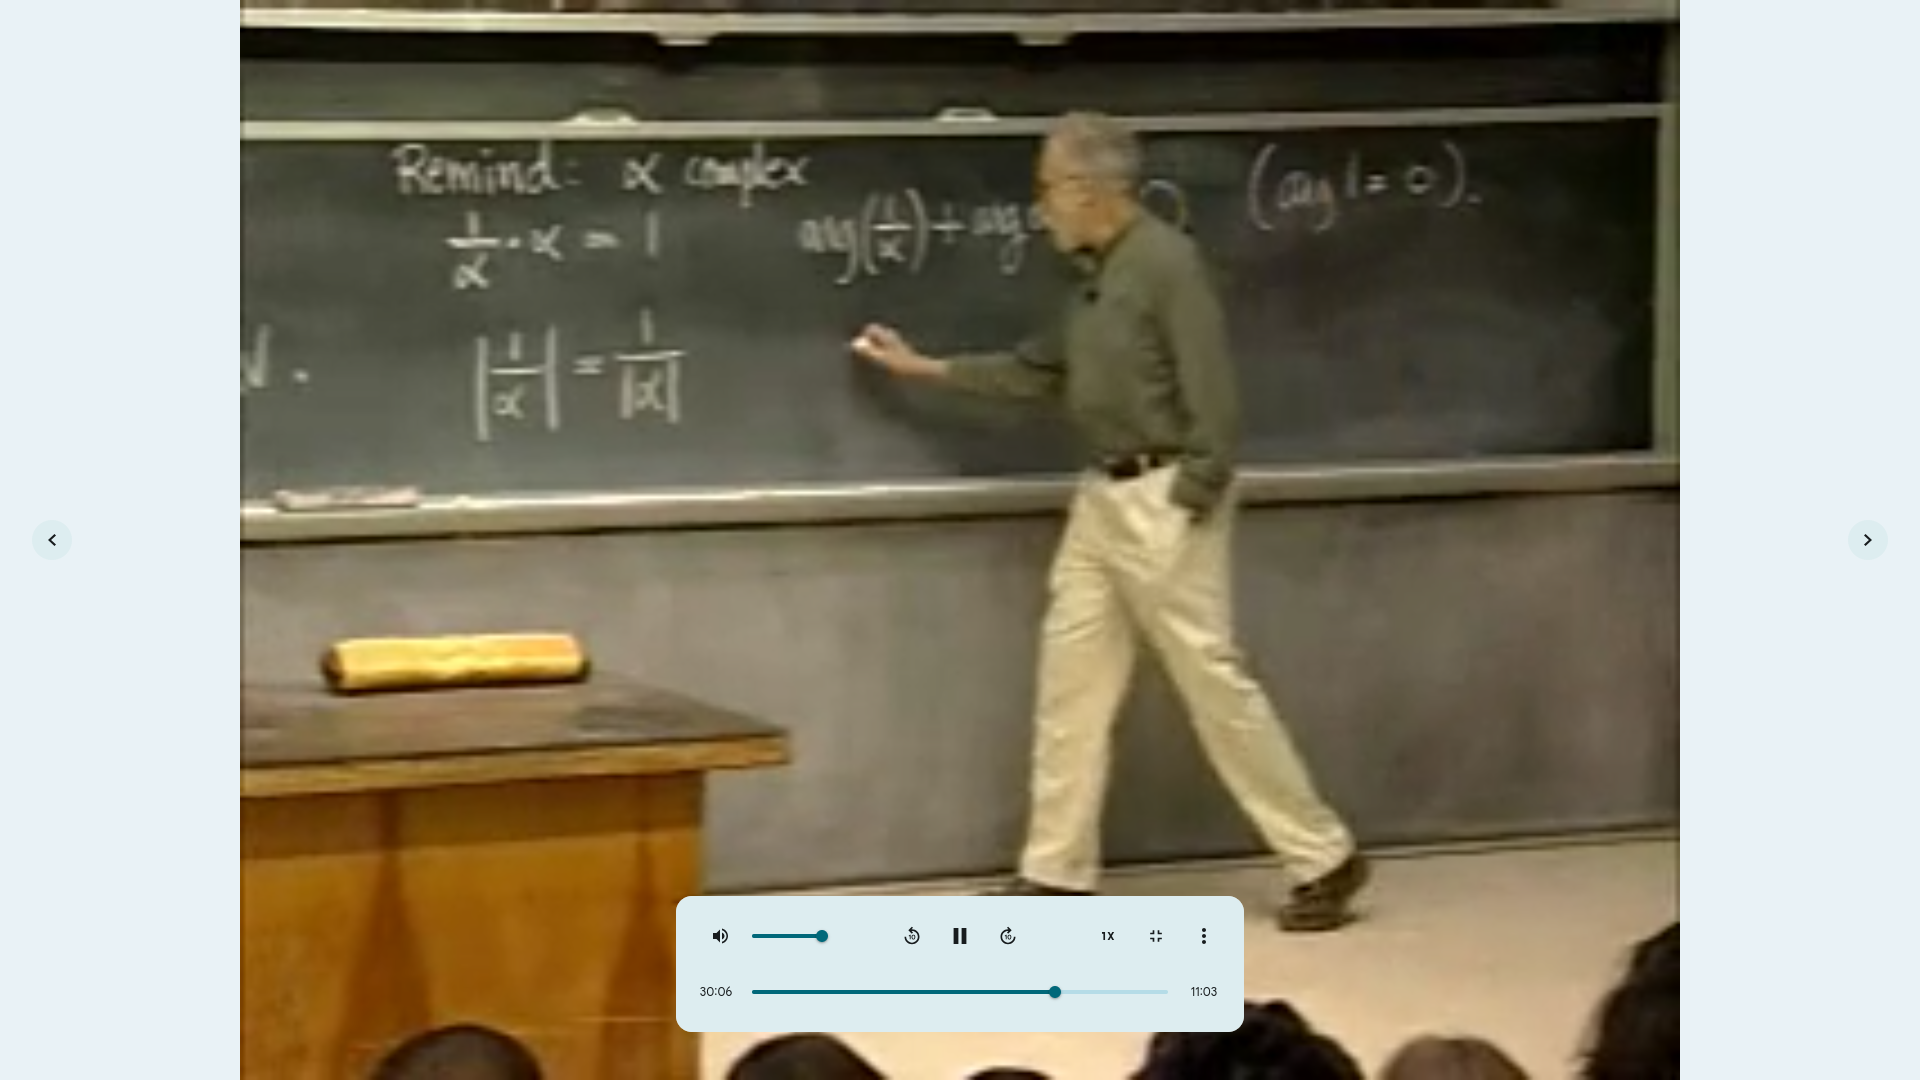 Remind: α complex
1/α · α = 1
arg(1/α) + arg
(arg 1 = 0).
|1/α| = 1/|α|
1X
30:06
11:03